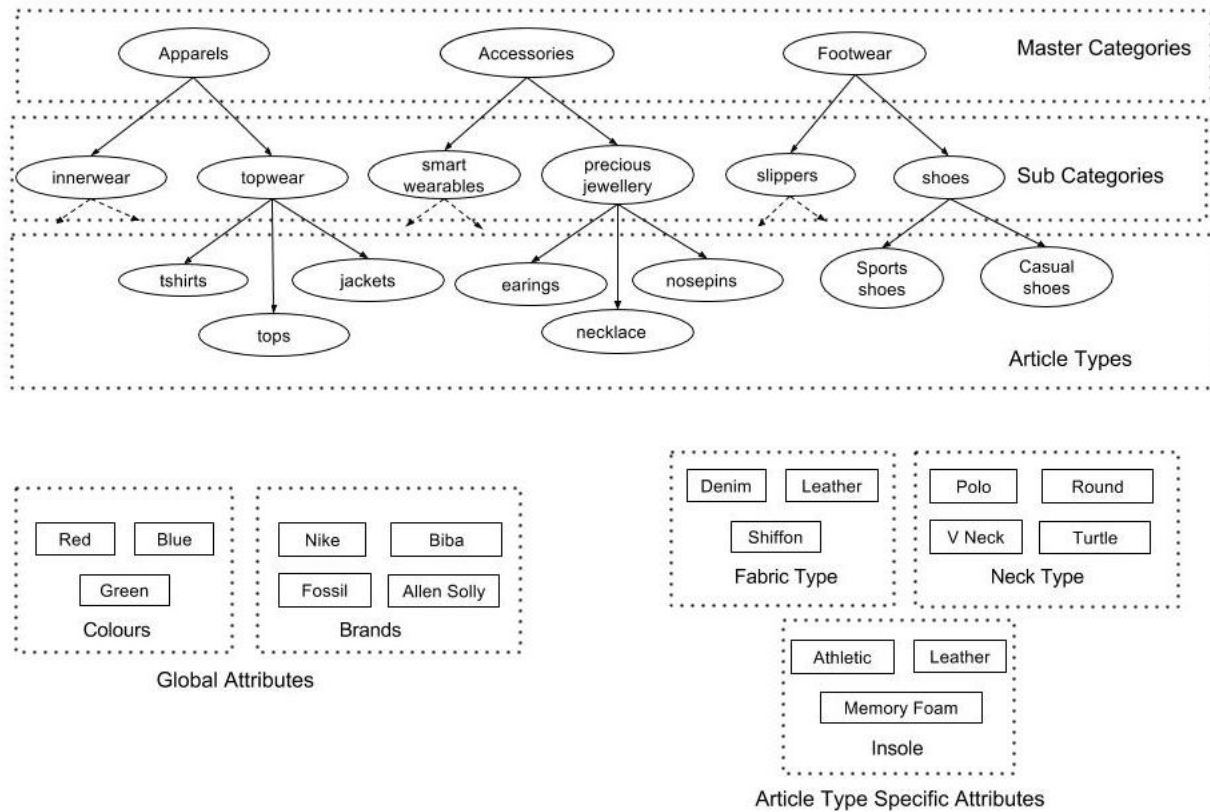 Apparels
Accessories
Footwear
Master Categories
innerwear
topwear
smart
wearables
precious
jewellery
slippers
shoes
Sub Categories
tshirts
jackets
earings
nosepins
Sports
shoes
Casual
shoes
tops
necklace
Article Types
Red
Blue
Green
Colours
Nike
Biba
Fossil
Allen Solly
Brands
Global Attributes
Denim
Leather
Shiffon
Fabric Type
Polo
Round
V Neck
Turtle
Neck Type
Athletic
Leather
Memory Foam
Insole
Article Type Specific Attributes